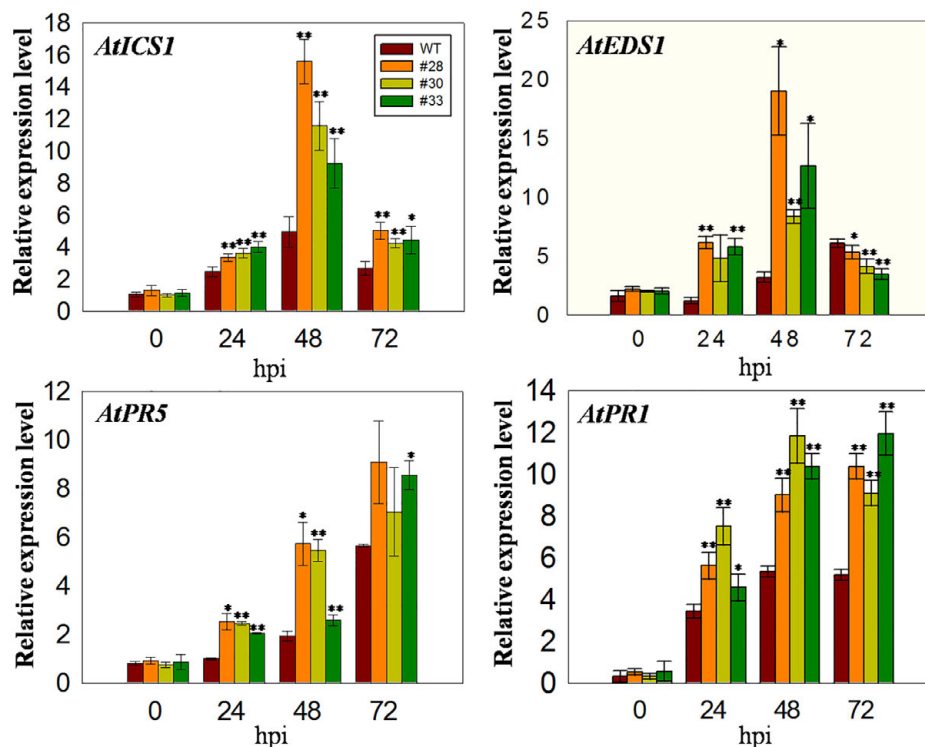 AtICS1
Relative expression level
18
16
14
12
10
8
6
4
2
0
WT
#28
#30
#33
** ** **
** ** **
** ** *
0 24 48 72
hpi
AtEDS1
Relative expression level
25
20
15
10
5
0
** **
* ** *
* ** **
0 24 48 72
hpi
AtPR5
Relative expression level
12
10
8
6
4
2
0
* ** **
* ** **
*
0 24 48 72
hpi
AtPR1
Relative expression level
14
12
10
8
6
4
2
0
** ** *
** ** **
** ** **
0 24 48 72
hpi